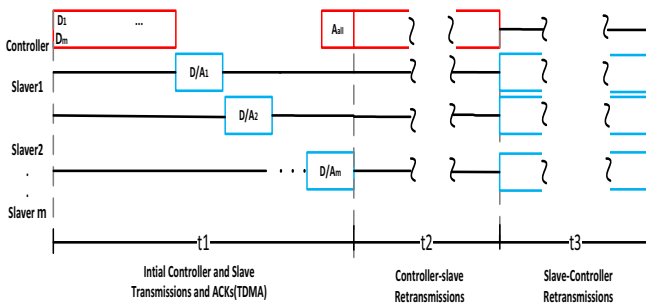 D1 ...
Dm
Aall
Controller
D/A1
Slaver1
D/A2
Slaver2
.
.
· · · D/Am
Slaver m
t1
t2
t3
Intial Controller and Slave
Transmissions and ACKs(TDMA)
Controller-slave
Retransmissions
Slave-Controller
Retransmissions